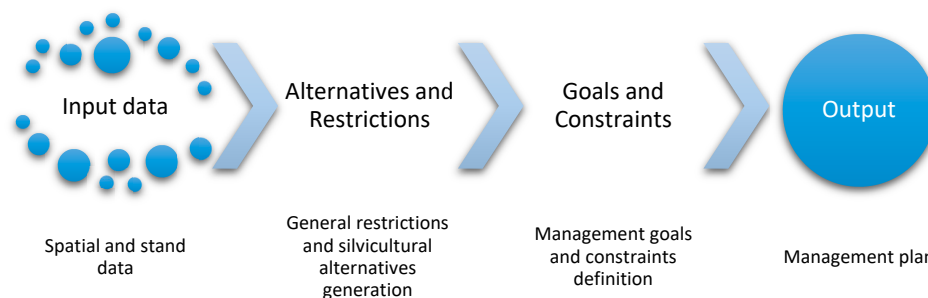 Input data
Alternatives and
Restrictions
Goals and
Constraints
Output
Spatial and stand
data
General restrictions
and silvicultural
alternatives
generation
Management goals
and constraints
definition
Management plan